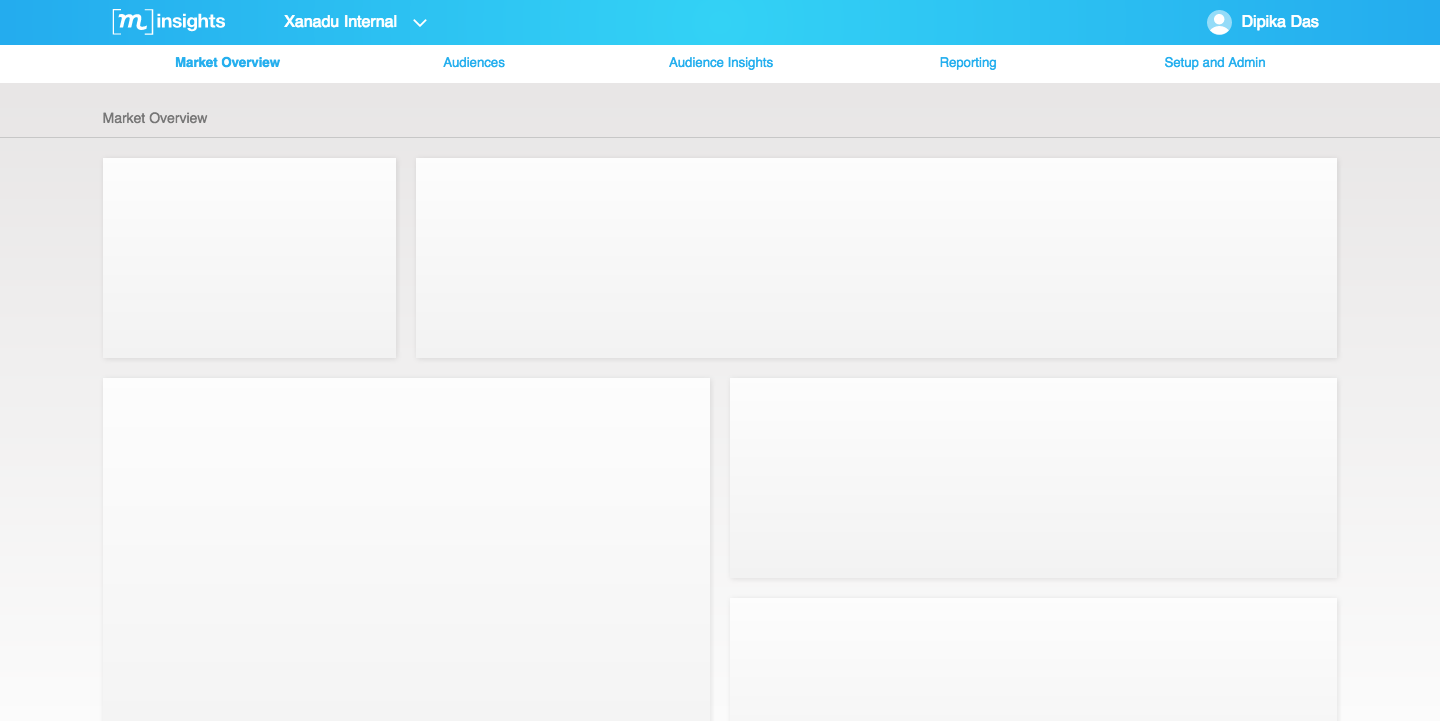 [m] insights
Xanadu Internal
Dipika Das
Market Overview
Audiences
Audience Insights
Reporting
Setup and Admin
Market Overview